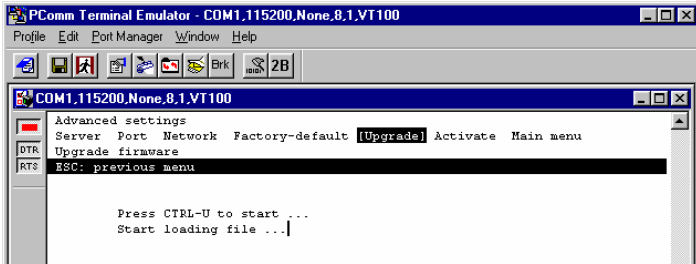 PComm Terminal Emulator - COM1,115200,None,8,1,VT100
Profile Edit Port Manager Window Help
Brk 2B
COM1,115200,None,8,1,VT100
Advanced settings
Server Port Network Factory-default [Upgrade] Activate Main menu
DTR
Upgrade firmware
RTS
ESC: previous menu
Press CTRL-U to start ...
Start loading file ...